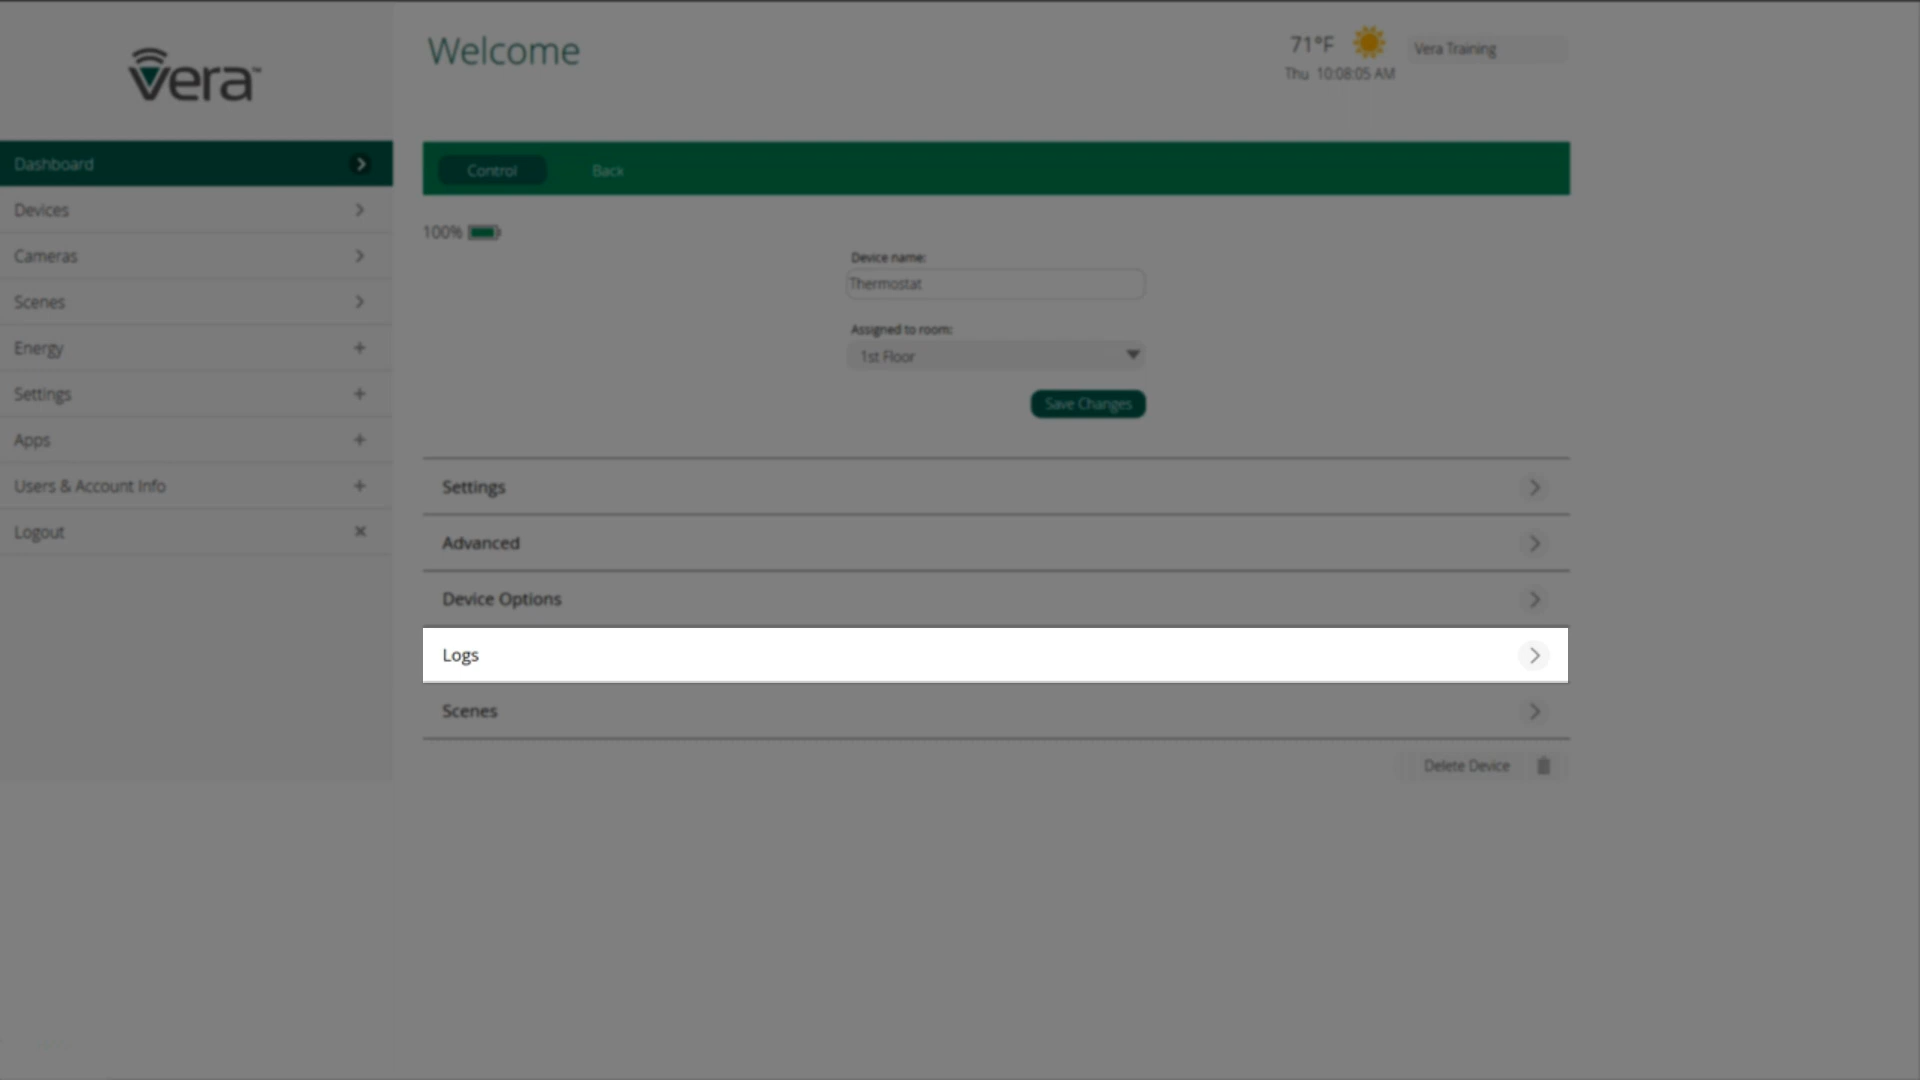 vera™
Welcome
71°F
Thu 10:08:05 AM
Vera Training
Dashboard
Devices
Cameras
Scenes
Energy
Settings
Apps
Users & Account Info
Logout
Control
Back
100%
Device name:
Thermostat
Assigned to room:
1st Floor
Save Changes
Settings
Advanced
Device Options
Logs
Scenes
Delete Device